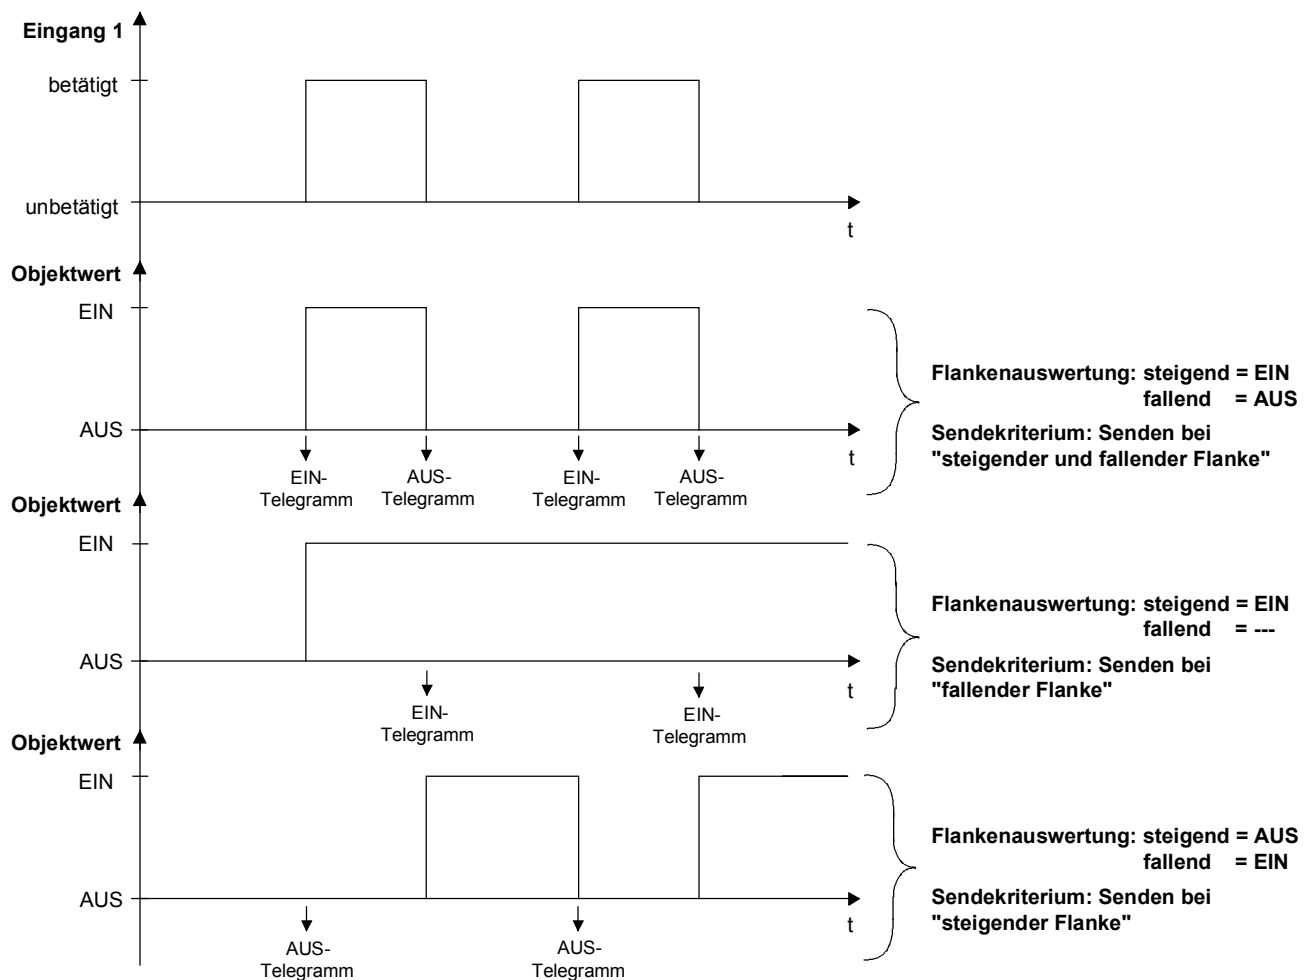 Eingang 1
betätigt
unbetätigt
t
Objektwert
EIN
AUS
t
EIN-
Telegramm
AUS-
Telegramm
EIN-
Telegramm
AUS-
Telegramm
Flankenauswertung: steigend = EIN
fallend = AUS
Sendekriterium: Senden bei
"steigender und fallender Flanke"
Objektwert
EIN
AUS
t
EIN-
Telegramm
EIN-
Telegramm
Flankenauswertung: steigend = EIN
fallend = ---
Sendekriterium: Senden bei
"fallender Flanke"
Objektwert
EIN
AUS
t
AUS-
Telegramm
AUS-
Telegramm
Flankenauswertung: steigend = AUS
fallend = EIN
Sendekriterium: Senden bei
"steigender Flanke"